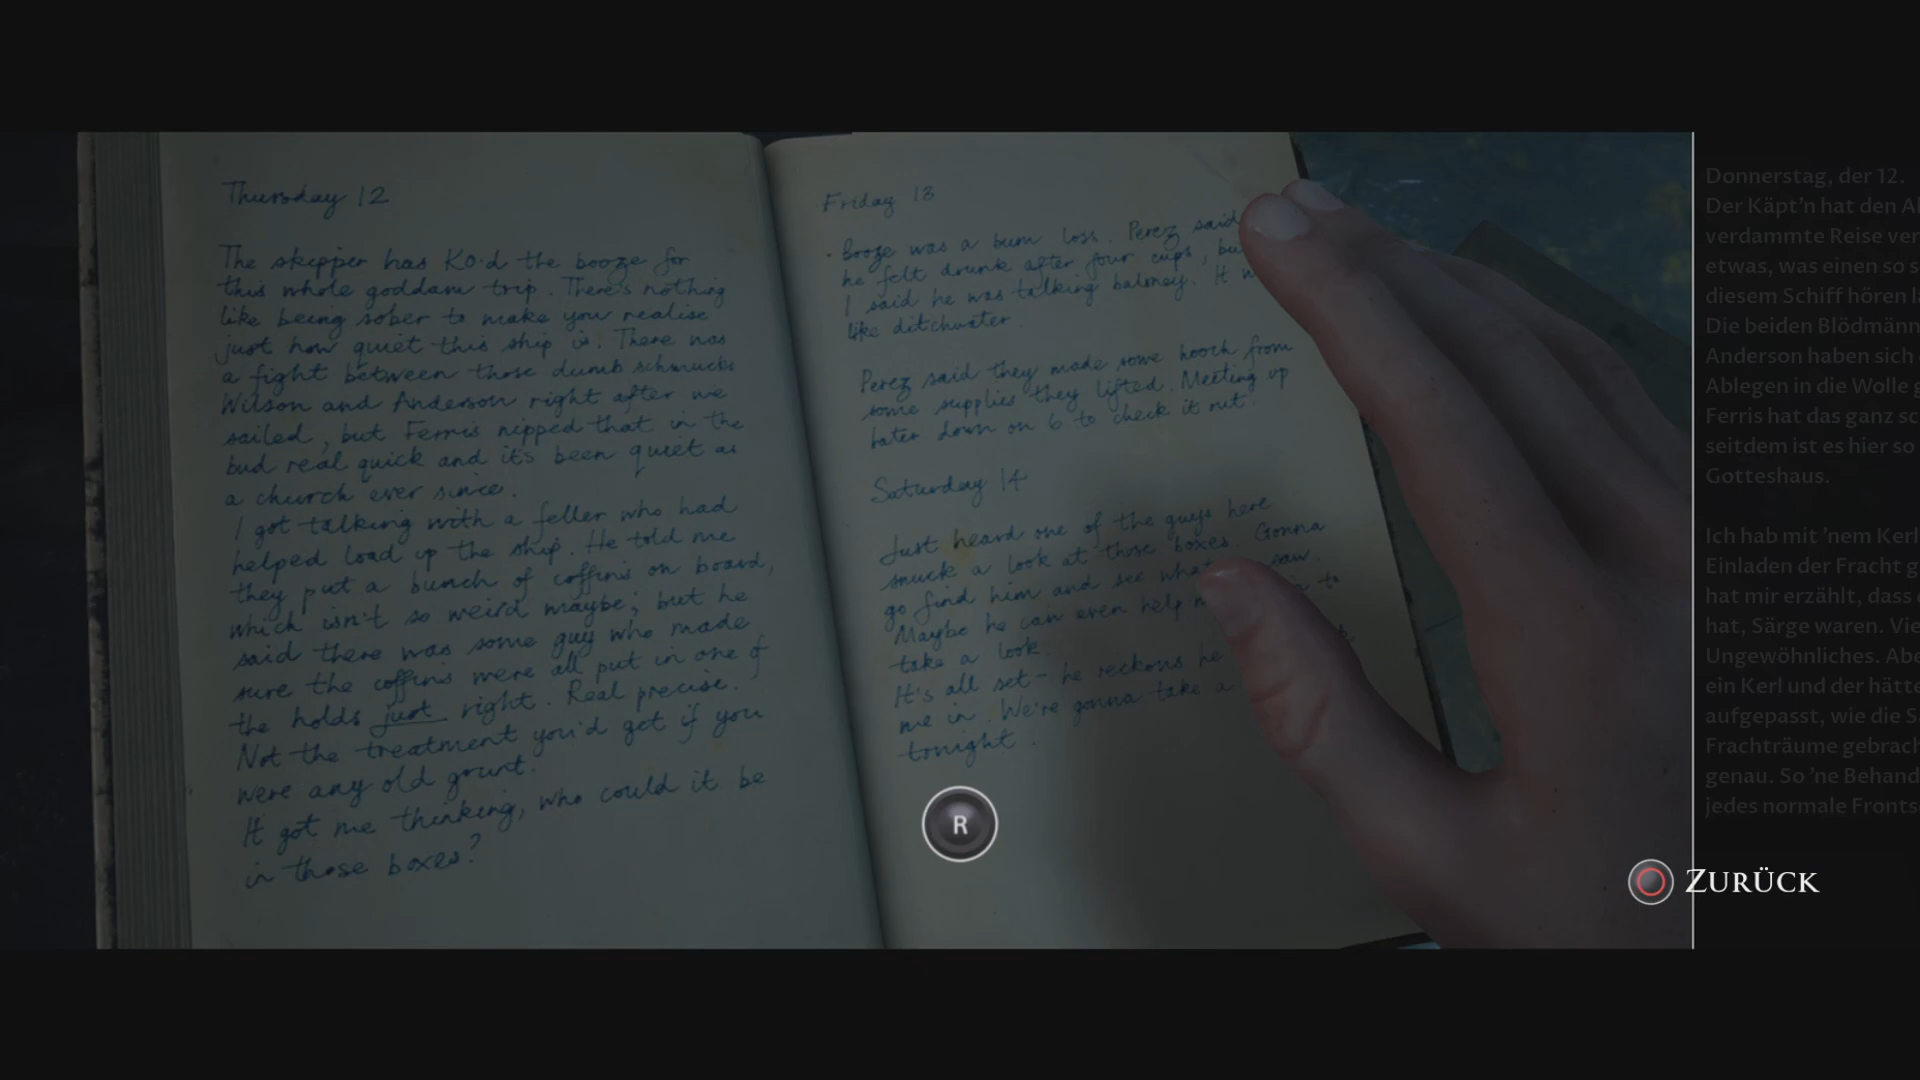 Thursday 12
The skipper has KO'd the booze for
this whole goddam trip. There's nothing
like being sober to make you realise
just how quiet this ship is. There was
a fight between those dumb schmucks
Wilson and Anderson right after we
sailed, but Ferris nipped that in the
bud real quick and it's been quiet as
a church ever since.
I got talking with a feller who had
helped load up the ship. He told me
they put a bunch of coffins on board,
which isn't so weird maybe; but he
said there was some guy who made
sure the coffins were all put in one of
the holds just right. Real precise.
Not the treatment you'd get if you
were any old grunt.
It got me thinking, who could it be
in those boxes?
Friday 13
Booze was a bum loss. Perez said
he felt drunk after four cups, bu
I said he was talking baloney. It w
like ditchwater.
Perez said they made some hooch from
some supplies they lifted. Meeting up
later down on 6 to check it out.
Saturday 14
Just heard one of the guys here
snuck a look at those boxes. Gonna
go find him and see what saw.
Maybe he can even help to
take a look.
It's all set - he reckons he
me in. We're gonna take a
tonight.
R
ZURÜCK
Donnerstag, der 12.
Der Käpt'n hat den Al
verdammte Reise ver
etwas, was einen so s
diesem Schiff hören l
Die beiden Blödmänn
Anderson haben sich
Ablegen in die Wolle g
Ferris hat das ganz sc
seitdem ist es hier so
Gotteshaus.
Ich hab mit 'nem Kerl
Einladen der Fracht g
hat mir erzählt, dass
hat, Särge waren. Vie
Ungewöhnliches. Abe
ein Kerl und der hätte
aufgepasst, wie die S
Frachträume gebrach
genau. So 'ne Behand
jedes normale Fronts